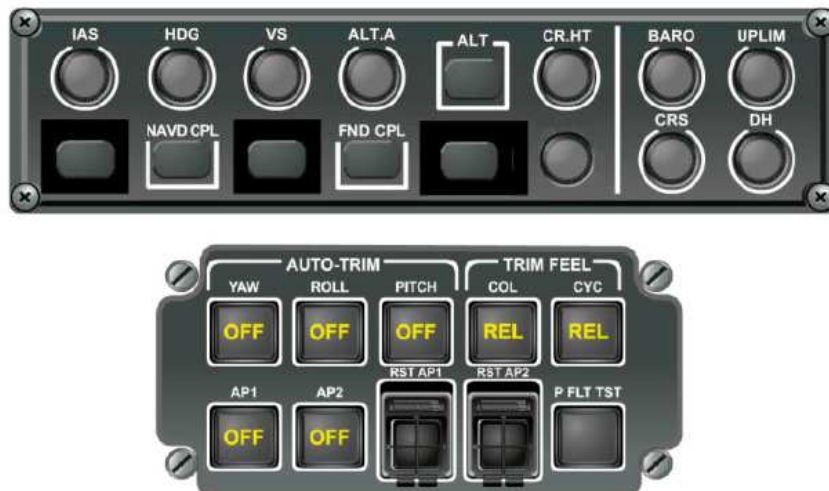 IAS HDG VS ALT.A ALT CR.HT BARO UPLIM
NAVD CPL FND CPL CRS DH
AUTO-TRIM TRIM FEEL
YAW ROLL PITCH COL CYC
OFF OFF OFF REL REL
AP1 AP2 RST AP1 RST AP2 P FLT TST
OFF OFF